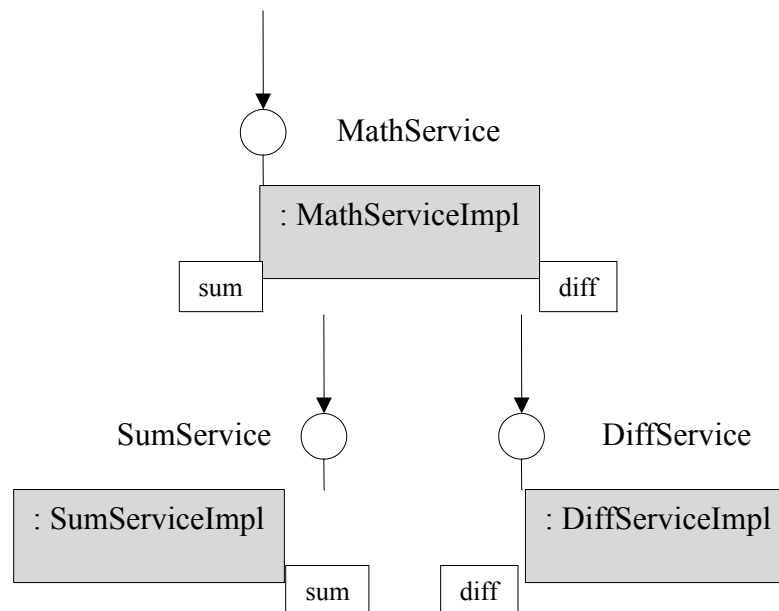 MathService
: MathServiceImpl
sum
diff
SumService
DiffService
: SumServiceImpl
: DiffServiceImpl
sum
diff